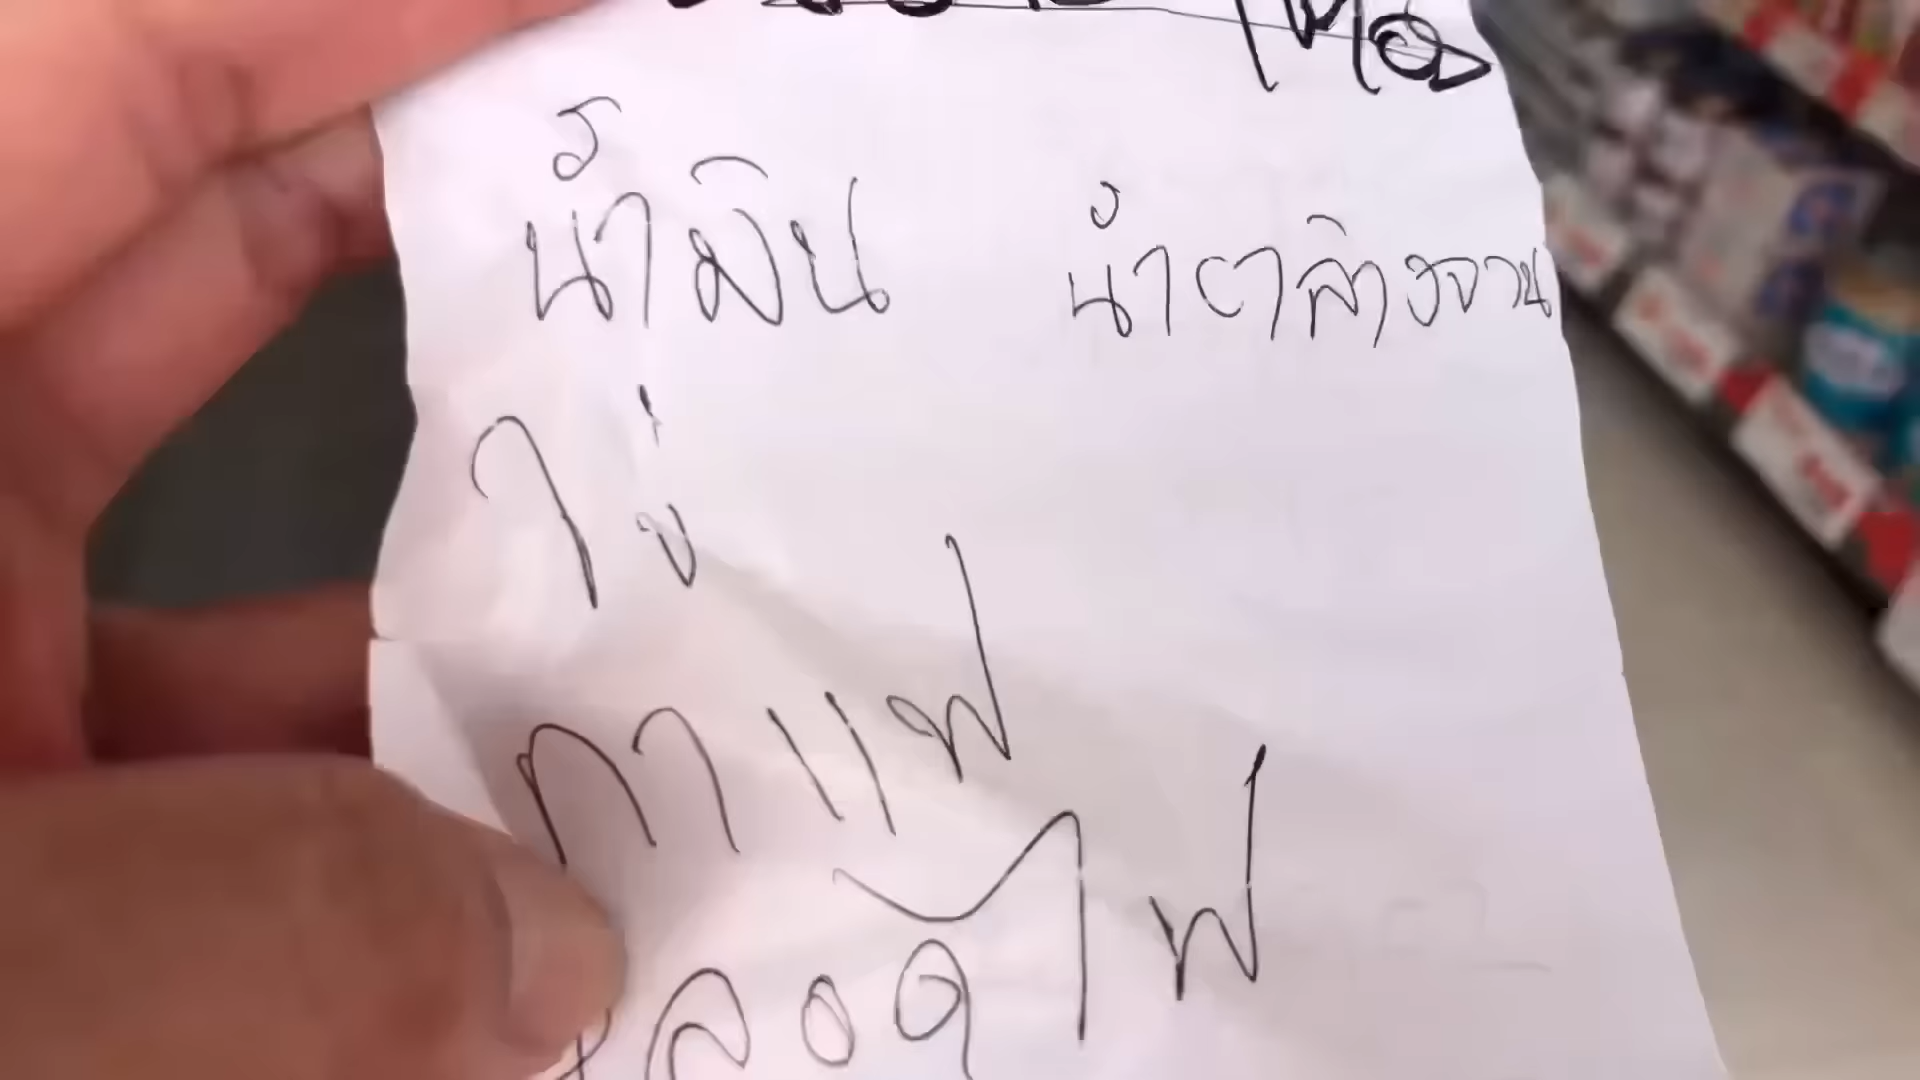 น้ำมัน น้ำตาล้างจาน
ไข่
กาแฟ
หลอดไฟ